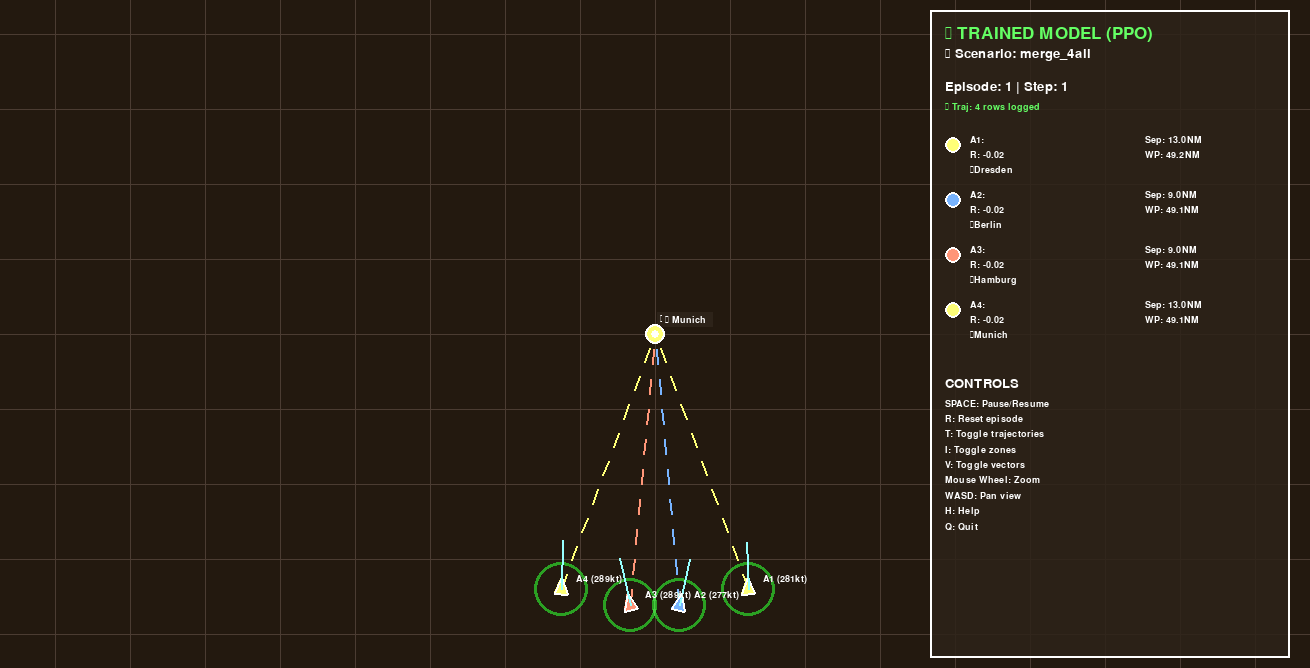 Munich
A4 (289kt)
A3 (289kt)
A2 (277kt)
A1 (281kt)
TRAINED MODEL (PPO)
Scenario: merge_4all
Episode: 1 | Step: 1
Traj: 4 rows logged
A1: Sep: 13.0NM
R: -0.02 WP: 49.2NM
Dresden
A2: Sep: 9.0NM
R: -0.02 WP: 49.1NM
Berlin
A3: Sep: 9.0NM
R: -0.02 WP: 49.1NM
Hamburg
A4: Sep: 13.0NM
R: -0.02 WP: 49.1NM
Munich
CONTROLS
SPACE: Pause/Resume
R: Reset episode
T: Toggle trajectories
I: Toggle zones
V: Toggle vectors
Mouse Wheel: Zoom
WASD: Pan view
H: Help
Q: Quit